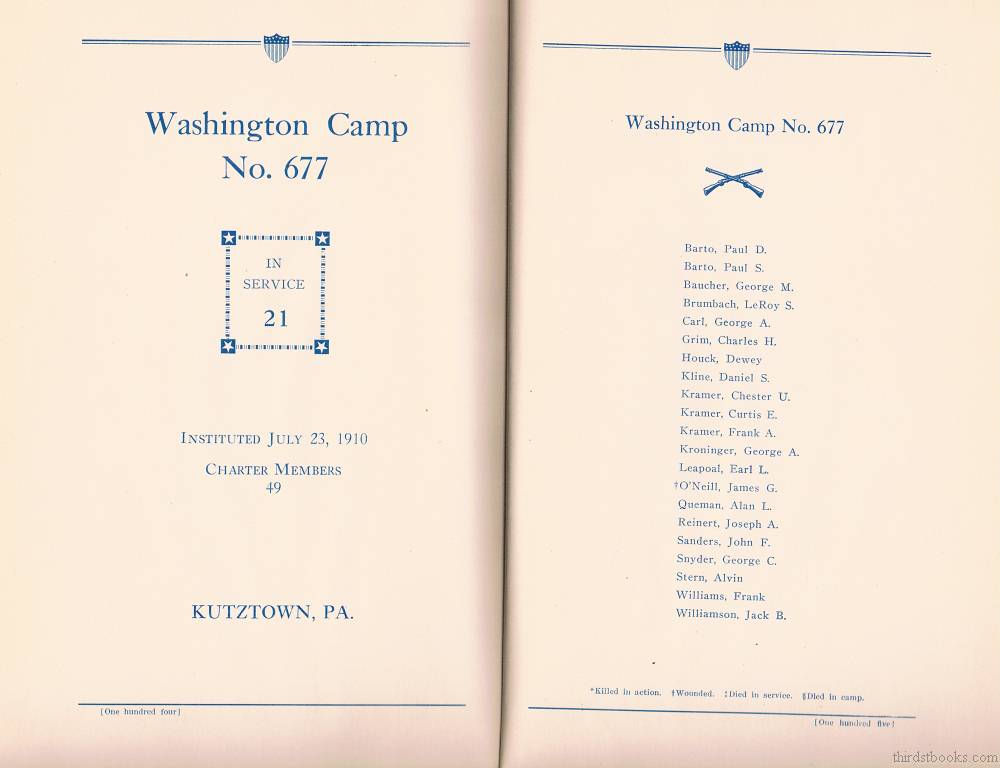 Washington Camp
No. 677
IN
SERVICE
21
INSTITUTED JULY 23, 1910
CHARTER MEMBERS
49
KUTZTOWN, PA.
[One hundred four]
Washington Camp No. 677
Barto, Paul D.
Barto, Paul S.
Baucher, George M.
Brumbach, LeRoy S.
Carl, George A.
Grim, Charles H.
Houck, Dewey
Kline, Daniel S.
Kramer, Chester U.
Kramer, Curtis E.
Kramer, Frank A.
Kroninger, George A.
Leapoal, Earl L.
†O'Neill, James G.
Queman, Alan L.
Reinert, Joseph A.
Sanders, John F.
Snyder, George C.
Stern, Alvin
Williams, Frank
Williamson, Jack B.
*Killed in action. †Wounded. ‡Died in service. §Died in camp.
[One hundred five]
thirdstbooks.com